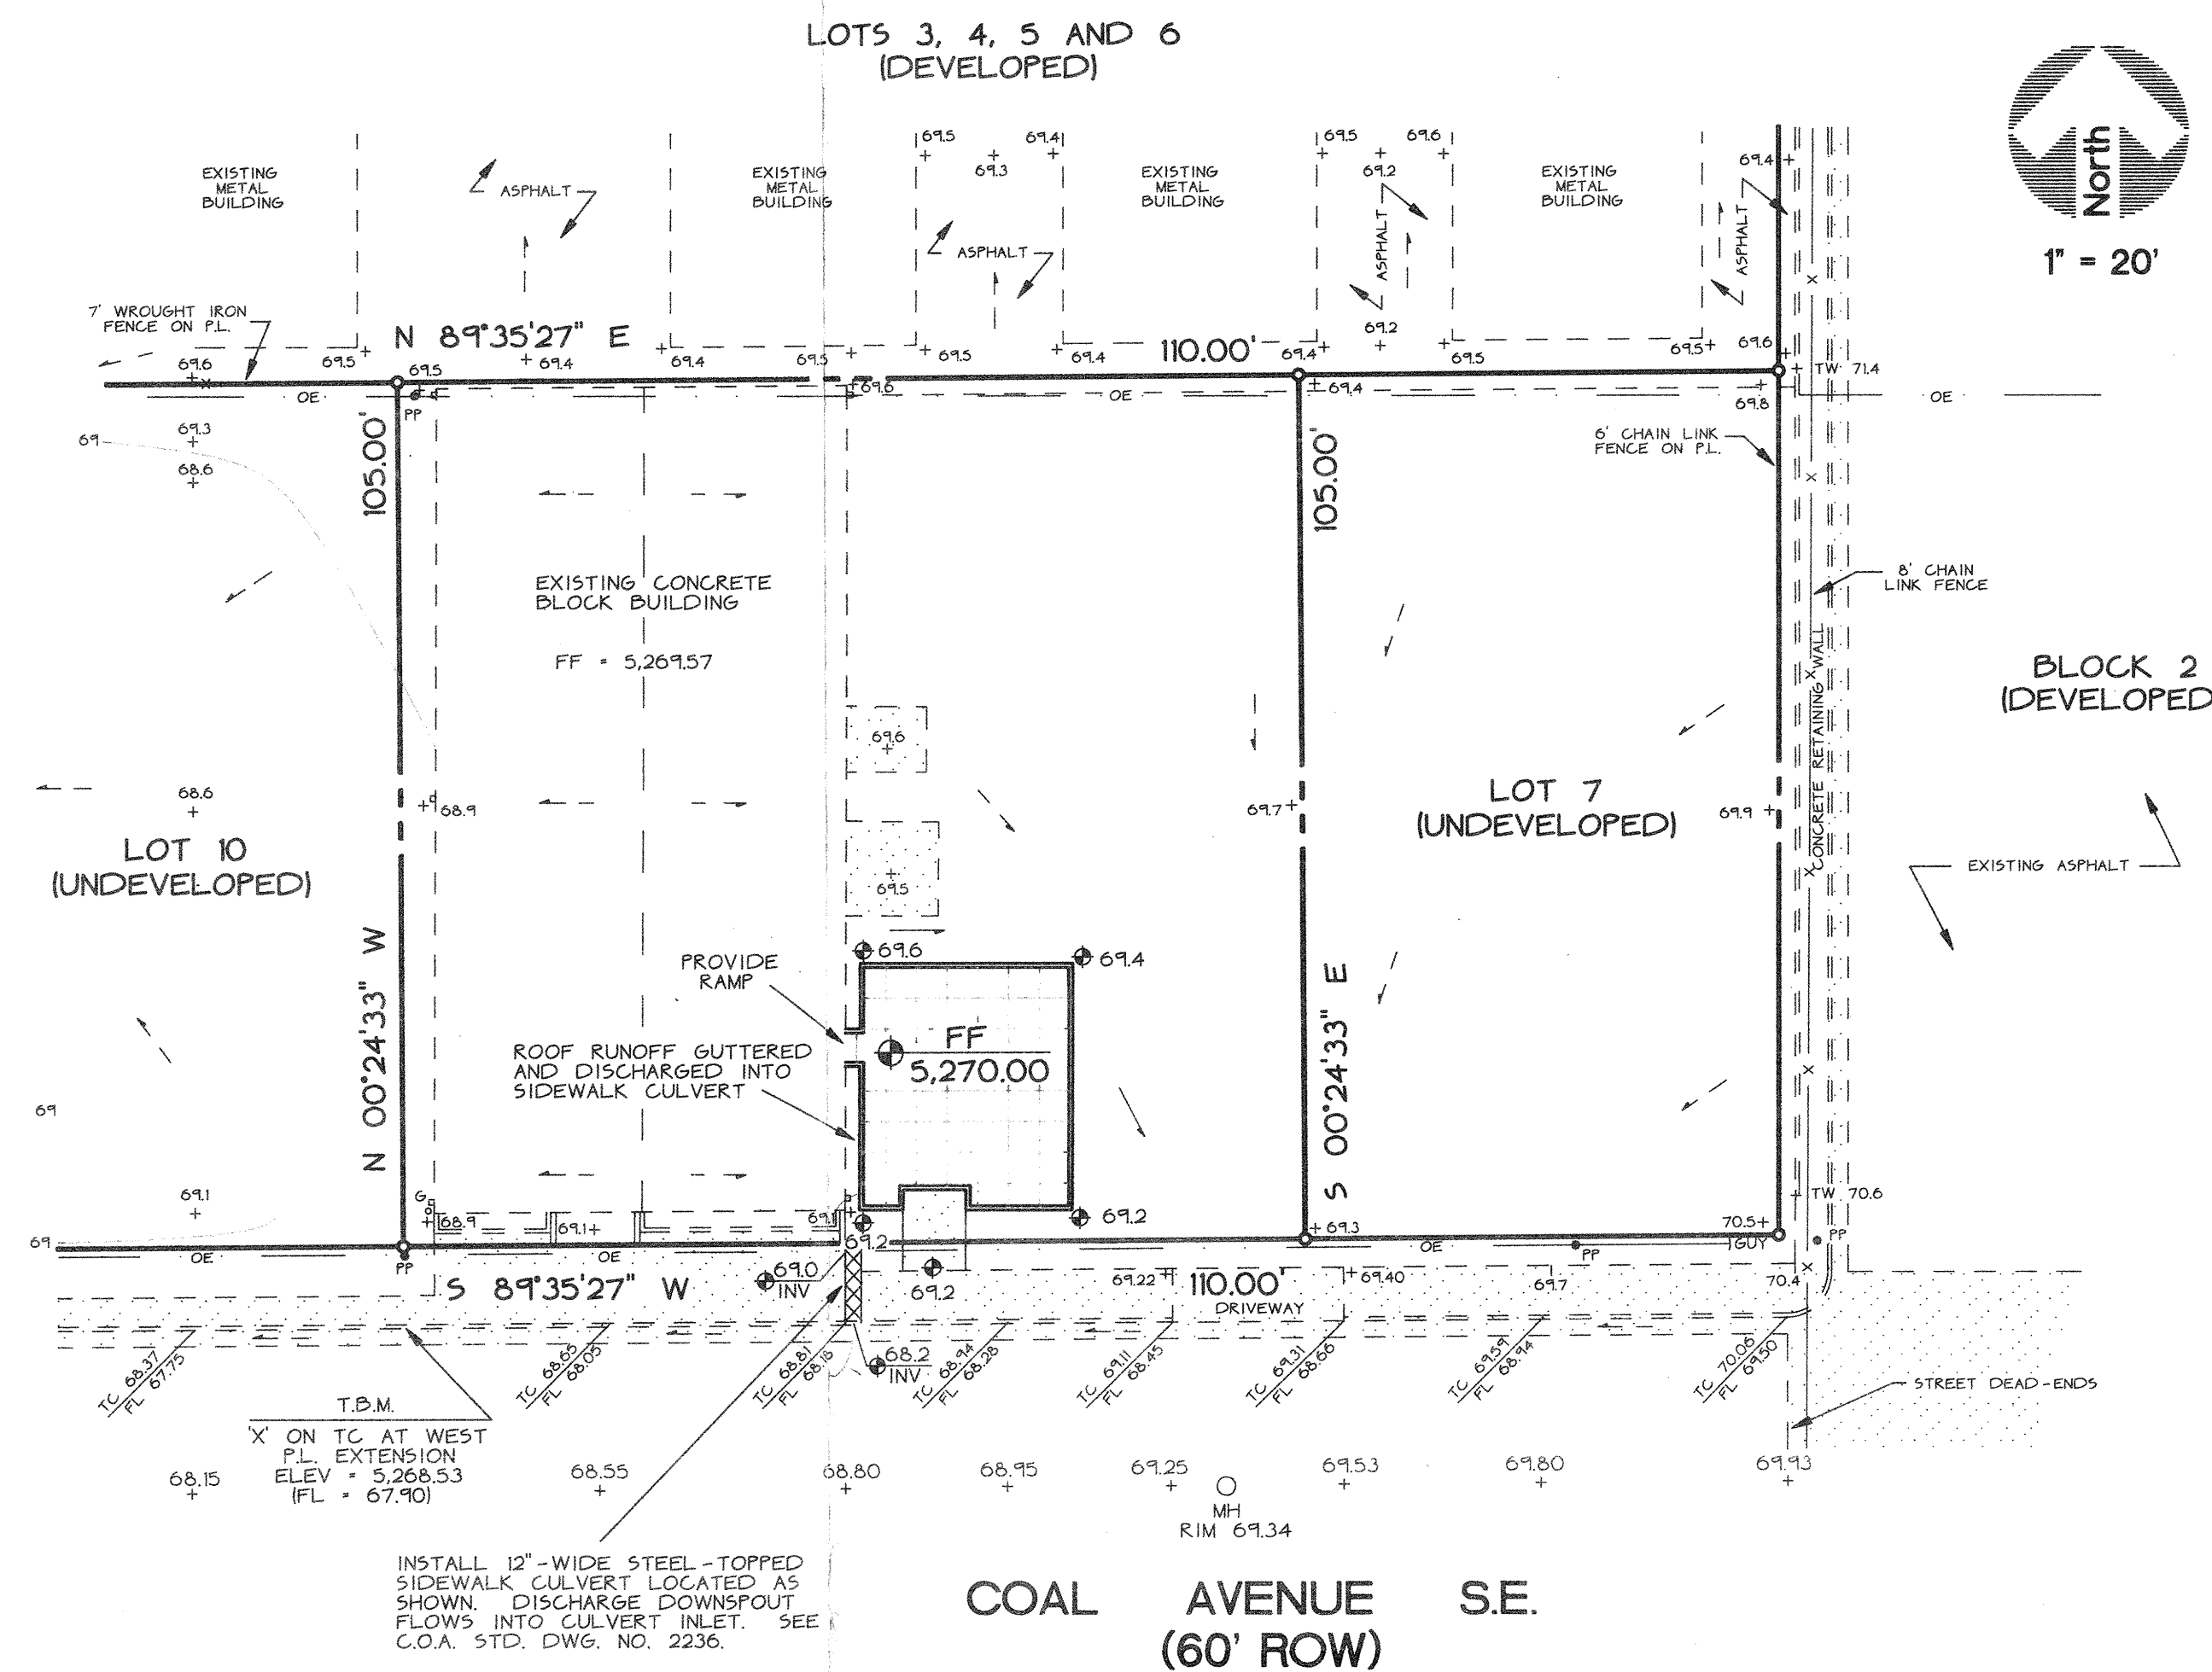 LOTS 3, 4, 5 AND 6
(DEVELOPED)
North
1" = 20'
69.5
69.4
69.3
69.5
69.6
69.2
69.4
EXISTING
METAL
BUILDING
ASPHALT
EXISTING
METAL
BUILDING
ASPHALT
EXISTING
METAL
BUILDING
ASPHALT
EXISTING
METAL
BUILDING
ASPHALT
7' WROUGHT IRON
FENCE ON P.L.
N 89°35'27" E
110.00'
69.2
69.6
69.5
69.4
69.4
69.5
69.5
69.4
69.4
69.5
69.5
69.6
TW 71.4
69.5
69.6
69.4
69.8
OE
PP
OE
OE
69
69.3
68.6
105.00'
105.00'
6' CHAIN LINK
FENCE ON P.L.
8' CHAIN
LINK FENCE
EXISTING CONCRETE
BLOCK BUILDING
FF = 5,269.57
CONCRETE RETAINING WALL
BLOCK 2
(DEVELOPED
69.6
68.6
68.9
69.7
69.9
LOT 7
(UNDEVELOPED)
LOT 10
(UNDEVELOPED)
69.5
EXISTING ASPHALT
N 00°24'33" W
S 00°24'33" E
PROVIDE
RAMP
69.6
69.4
FF
5,270.00
ROOF RUNOFF GUTTERED
AND DISCHARGED INTO
SIDEWALK CULVERT
69
69.1
G
68.9
69.1
69.2
69.3
TW 70.6
70.5
PP
69
OE
PP
OE
69.2
OE
PP
GUY
S 89°35'27" W
69.0
INV
69.2
69.22
110.00'
69.40
69.7
70.4
DRIVEWAY
TC 68.37
FL 67.75
TC 68.65
FL 68.05
TC 68.81
FL 68.16
68.2
INV
TC 68.94
FL 68.28
TC 69.11
FL 68.45
TC 69.31
FL 68.66
TC 69.59
FL 68.94
TC 70.06
FL 69.50
STREET DEAD-ENDS
T.B.M.
'X' ON TC AT WEST
P.L. EXTENSION
ELEV = 5,268.53
(FL = 67.90)
68.15
68.55
68.80
68.95
69.25
69.53
69.80
69.93
MH
RIM 69.34
INSTALL 12"-WIDE STEEL-TOPPED
SIDEWALK CULVERT LOCATED AS
SHOWN. DISCHARGE DOWNSPOUT
FLOWS INTO CULVERT INLET. SEE
C.O.A. STD. DWG. NO. 2236.
COAL AVENUE S.E.
(60' ROW)